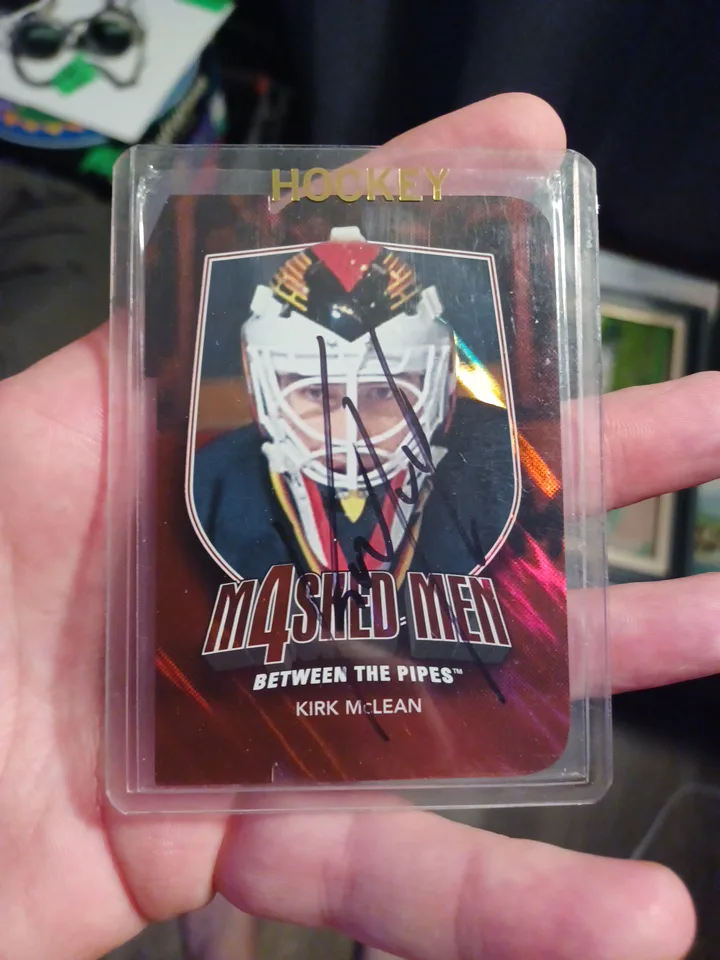 HOCKEY
M4SKED MEN
BETWEEN THE PIPES™
KIRK McLEAN